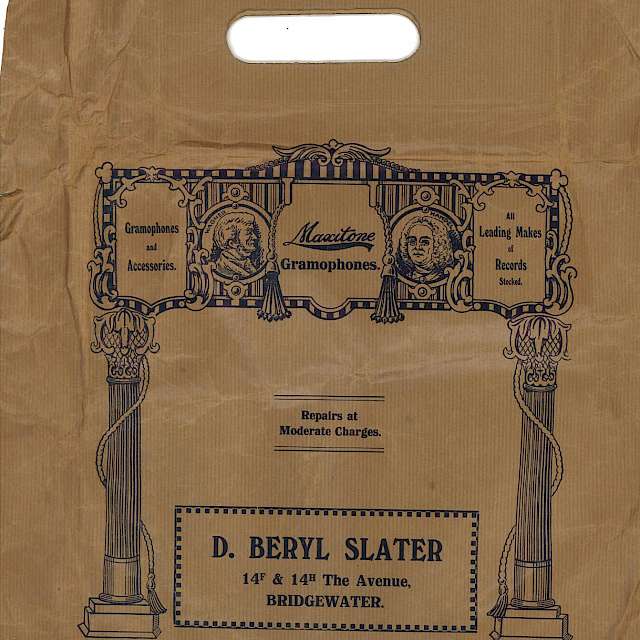 Gramophones
and
Accessories.
Maxitone
Gramophones.
All
Leading Makes
of
Records
Stocked.
Repairs at
Moderate Charges.
D. BERYL SLATER
14F & 14H The Avenue,
BRIDGEWATER.